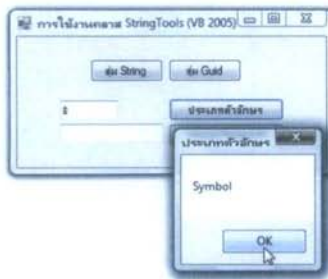 การใช้งานคลาส StringTools (VB 2005)
สุ่ม String
สุ่ม Guid
ประเภทตัวอักษร
ประเภทตัวอักษร
Symbol
OK